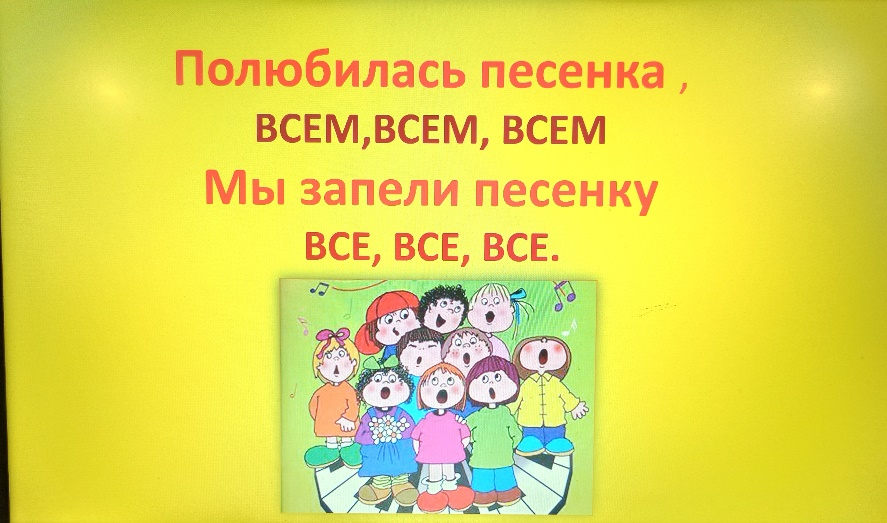 Полюбилась песенка ,
ВСЕМ,ВСЕМ, ВСЕМ
Мы запели песенку
ВСЕ, ВСЕ, ВСЕ.